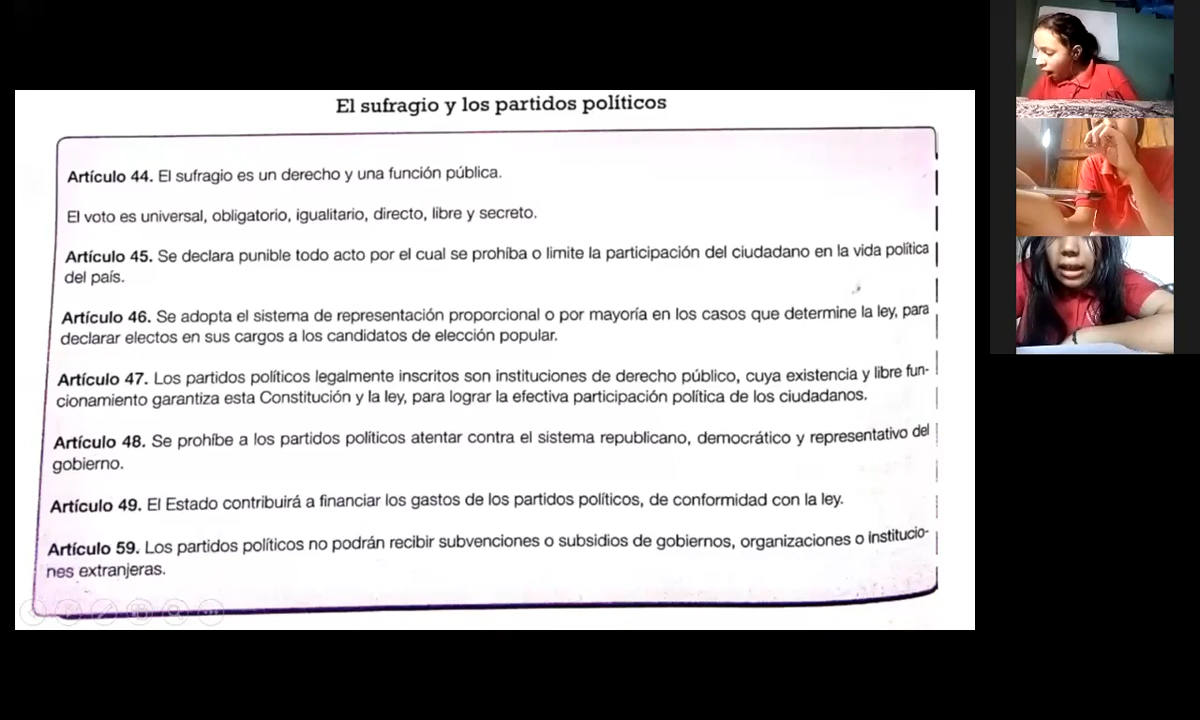 El sufragio y los partidos políticos
Artículo 44. El sufragio es un derecho y una función pública.
El voto es universal, obligatorio, igualitario, directo, libre y secreto.
Artículo 45. Se declara punible todo acto por el cual se prohíba o limite la participación del ciudadano en la vida política
del país.
Artículo 46. Se adopta el sistema de representación proporcional o por mayoría en los casos que determine la ley, para
declarar electos en sus cargos a los candidatos de elección popular.
Artículo 47. Los partidos políticos legalmente inscritos son instituciones de derecho público, cuya existencia y libre fun-
cionamiento garantiza esta Constitución y la ley, para lograr la efectiva participación política de los ciudadanos.
Artículo 48. Se prohíbe a los partidos políticos atentar contra el sistema republicano, democrático y representativo del
gobierno.
Artículo 49. El Estado contribuirá a financiar los gastos de los partidos políticos, de conformidad con la ley.
Artículo 59. Los partidos políticos no podrán recibir subvenciones o subsidios de gobiernos, organizaciones o institucio-
nes extranjeras.